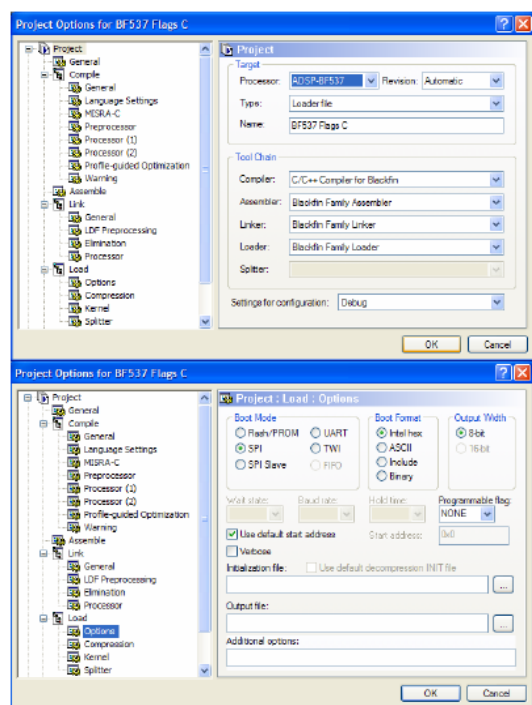 Project Options for BF537 Flags C
Project
General
Compile
General
Language Settings
MISRA-C
Preprocessor
Processor (1)
Processor (2)
Profile-guided Optimization
Warning
Assemble
Link
General
LDF Preprocessing
Elimination
Processor
Load
Options
Compression
Kernel
Splitter
Project
Target
Processor: ADSP-BF537 Revision: Automatic
Type: Loader file
Name: BF537 Flags C
Tool Chain
Compiler: C/C++ Compiler for Blackfin
Assembler: Blackfin Family Assembler
Linker: Blackfin Family Linker
Loader: Blackfin Family Loader
Splitter:
Settings for configuration: Debug
OK Cancel
Project Options for BF537 Flags C
Project
General
Compile
General
Language Settings
MISRA-C
Preprocessor
Processor (1)
Processor (2)
Profile-guided Optimization
Warning
Assemble
Link
General
LDF Preprocessing
Elimination
Processor
Load
Options
Compression
Kernel
Splitter
Project : Load : Options
Boot Mode
Flash/PROM UART
SPI TWI
SPI Slave FIFO
Boot Format
Intel hex
ASCII
Include
Binary
Output Width
8-bit
16-bit
Wait state: Baud rate: Hold time: Programmable flag:
NONE
Use default start address Start address: 0x0
Verbose
Initialization file: Use default decompression INIT file
...
Output file:
...
Additional options:
OK Cancel